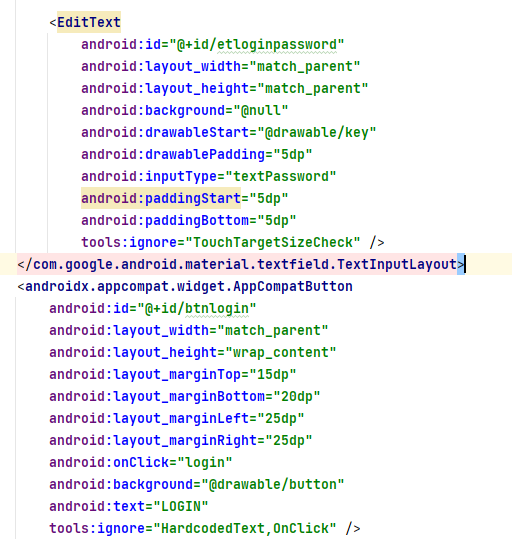 <EditText
android:id="@+id/etloginpassword"
android:layout_width="match_parent"
android:layout_height="match_parent"
android:background="@null"
android:drawableStart="@drawable/key"
android:drawablePadding="5dp"
android:inputType="textPassword"
android:paddingStart="5dp"
android:paddingBottom="5dp"
tools:ignore="TouchTargetSizeCheck" />
</com.google.android.material.textfield.TextInputLayout>
<androidx.appcompat.widget.AppCompatButton
android:id="@+id/btnlogin"
android:layout_width="match_parent"
android:layout_height="wrap_content"
android:layout_marginTop="15dp"
android:layout_marginBottom="20dp"
android:layout_marginLeft="25dp"
android:layout_marginRight="25dp"
android:onClick="login"
android:background="@drawable/button"
android:text="LOGIN"
tools:ignore="HardcodedText,OnClick" />